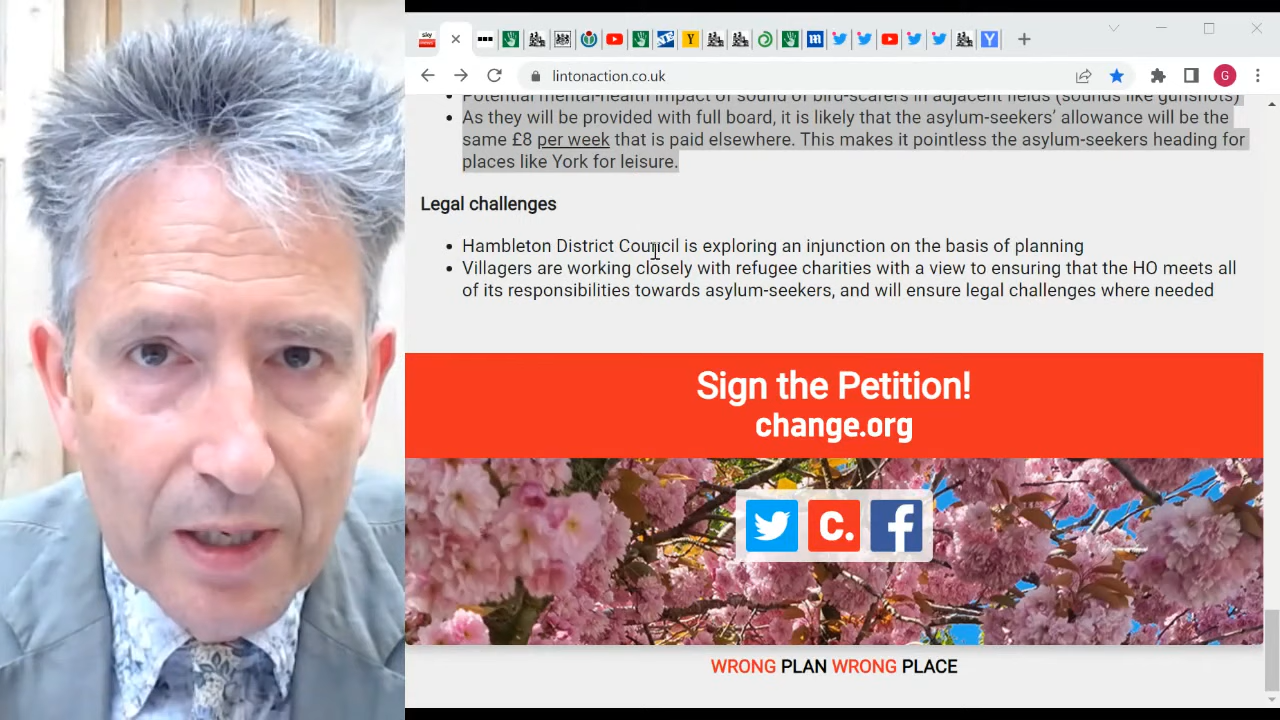 lintonaction.co.uk
G
Potential mental-health impact of sound of bird-scarers in adjacent fields (sounds like gunshots)
As they will be provided with full board, it is likely that the asylum-seekers' allowance will be the
same £8 per week that is paid elsewhere. This makes it pointless the asylum-seekers heading for
places like York for leisure.
Legal challenges
Hambleton District Council is exploring an injunction on the basis of planning
Villagers are working closely with refugee charities with a view to ensuring that the HO meets all
of its responsibilities towards asylum-seekers, and will ensure legal challenges where needed
Sign the Petition!
change.org
C.
WRONG PLAN WRONG PLACE